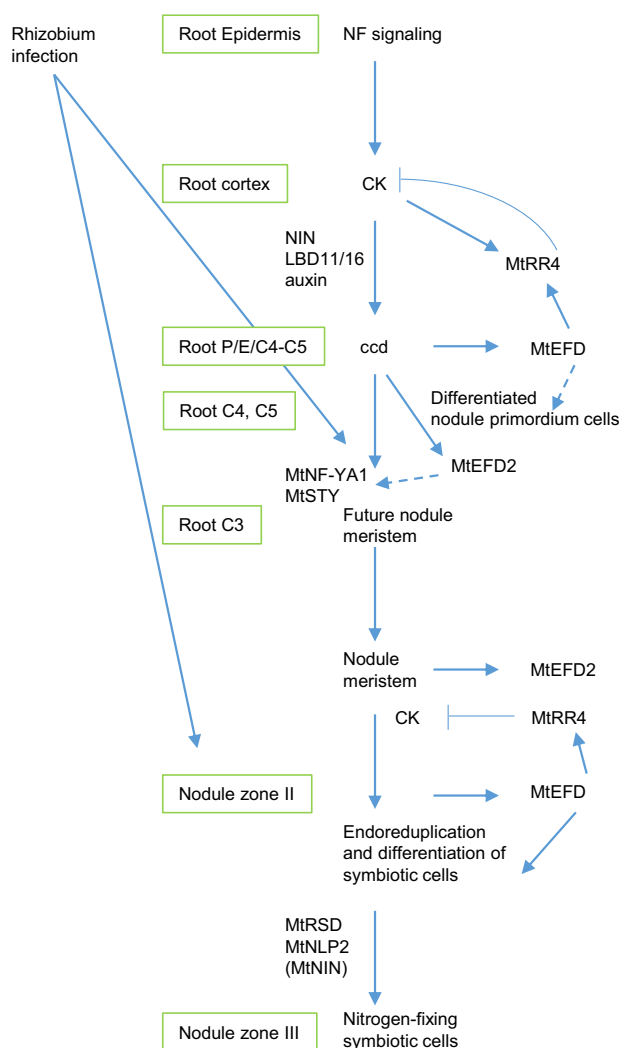 Rhizobium
infection
Root Epidermis
NF signaling
Root cortex
CK
NIN
LBD11/16
auxin
MtRR4
Root P/E/C4-C5
ccd
MtEFD
Root C4, C5
Differentiated
nodule primordium cells
MtEFD2
MtNF-YA1
MtSTY
Root C3
Future nodule
meristem
Nodule
meristem
MtEFD2
CK
MtRR4
Nodule zone II
MtEFD
Endoreduplication
and differentiation of
symbiotic cells
MtRSD
MtNLP2
(MtNIN)
Nodule zone III
Nitrogen-fixing
symbiotic cells